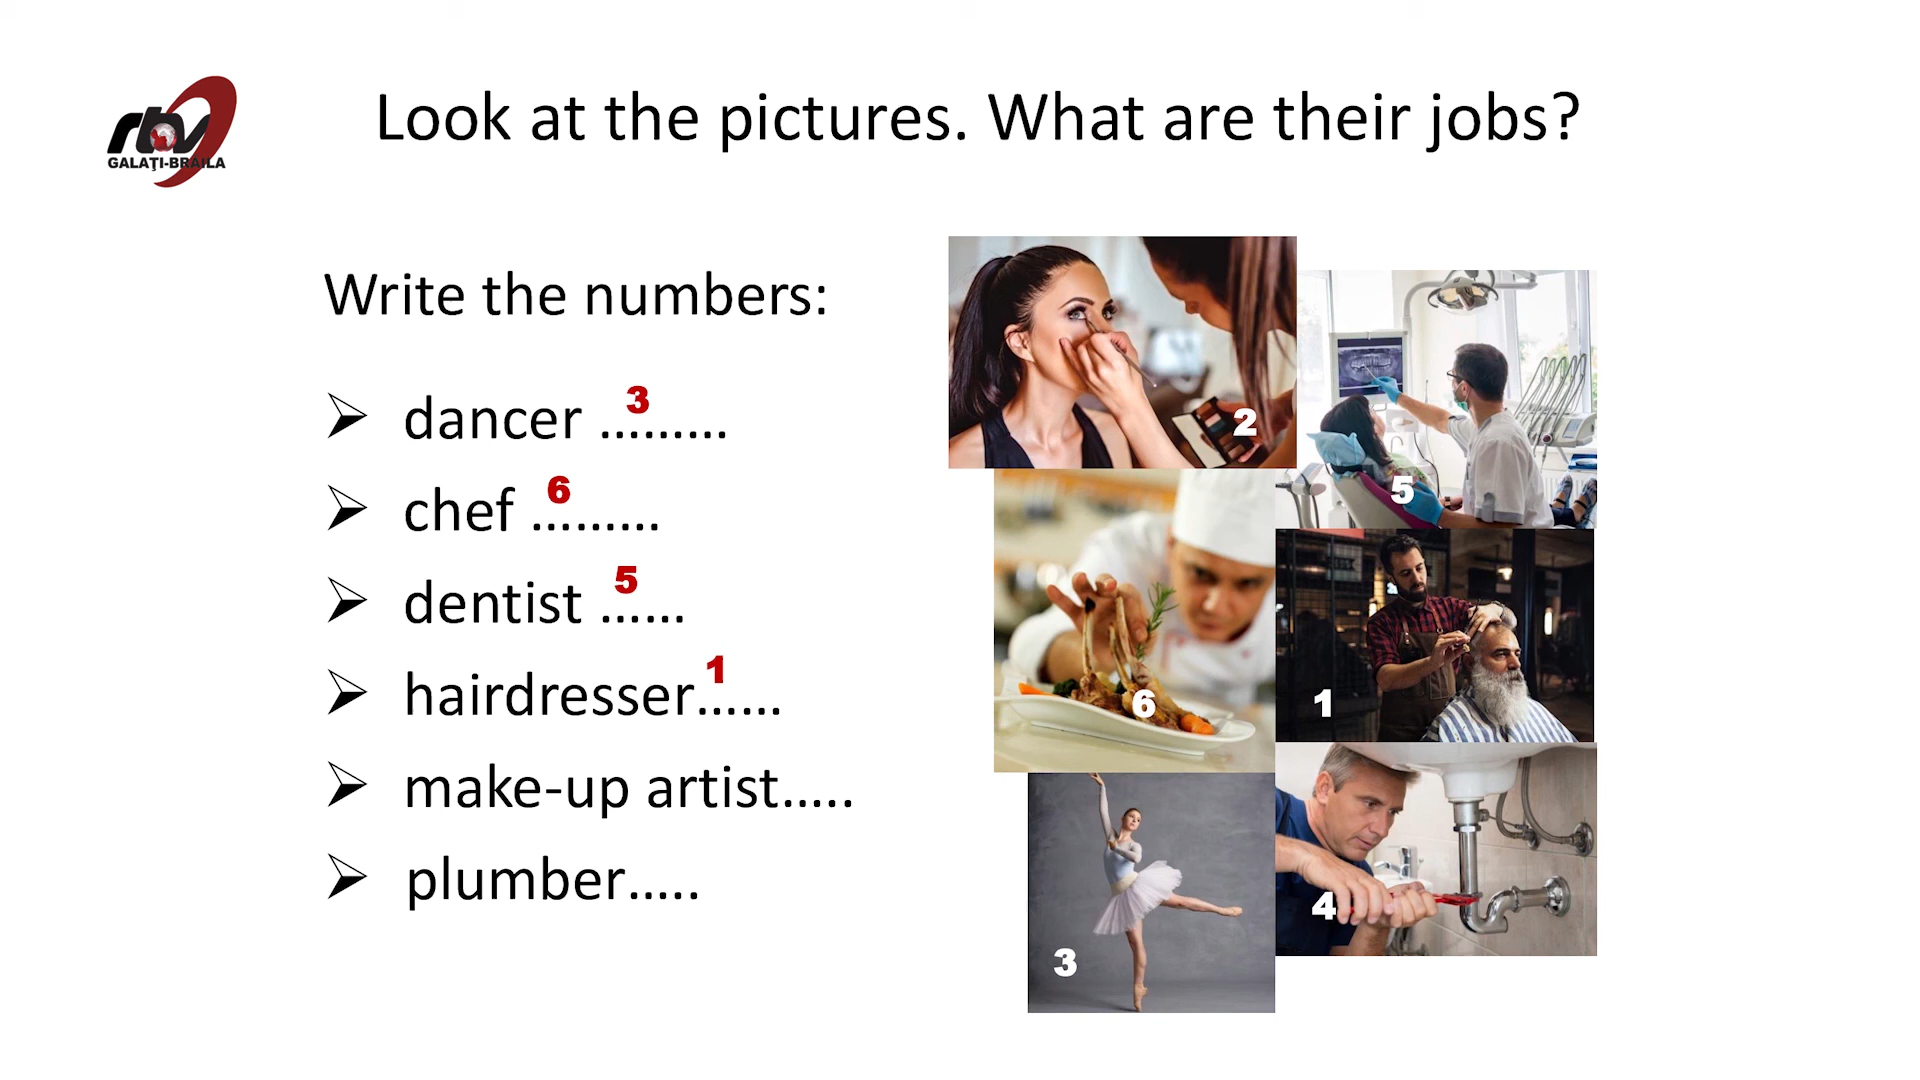 rtv
GALAȚI-BRĂILA
Look at the pictures. What are their jobs?
Write the numbers:
dancer ……… 3
chef ……… 6
dentist …… 5
hairdresser…… 1
make-up artist…..
plumber…..
2
5
6
1
4
3